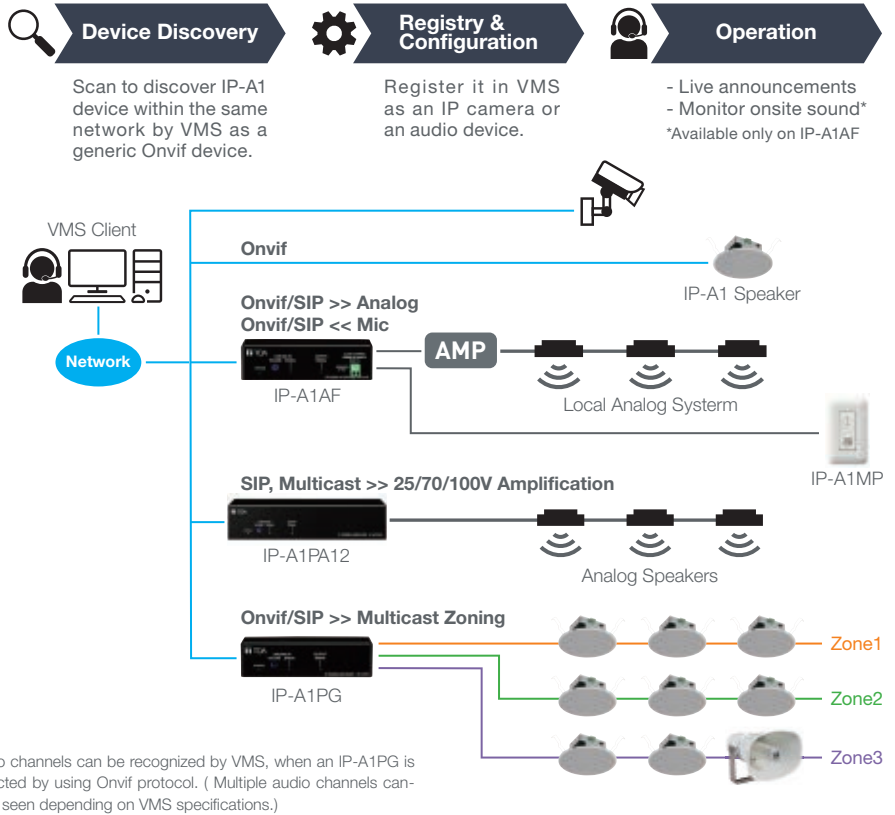 Device Discovery
Registry &
Configuration
Operation
Scan to discover IP-A1
device within the same
network by VMS as a
generic Onvif device.
Register it in VMS
as an IP camera or
an audio device.
- Live announcements
- Monitor onsite sound*
*Available only on IP-A1AF
VMS Client
Onvif
IP-A1 Speaker
Onvif/SIP >> Analog
Onvif/SIP << Mic
Network
TOA
AMP
IP-A1AF
Local Analog Systerm
IP-A1MP
SIP, Multicast >> 25/70/100V Amplification
TOA
IP-A1PA12
Analog Speakers
Onvif/SIP >> Multicast Zoning
TOA
IP-A1PG
Zone1
Zone2
Zone3
o channels can be recognized by VMS, when an IP-A1PG is
cted by using Onvif protocol. ( Multiple audio channels can-
seen depending on VMS specifications.)